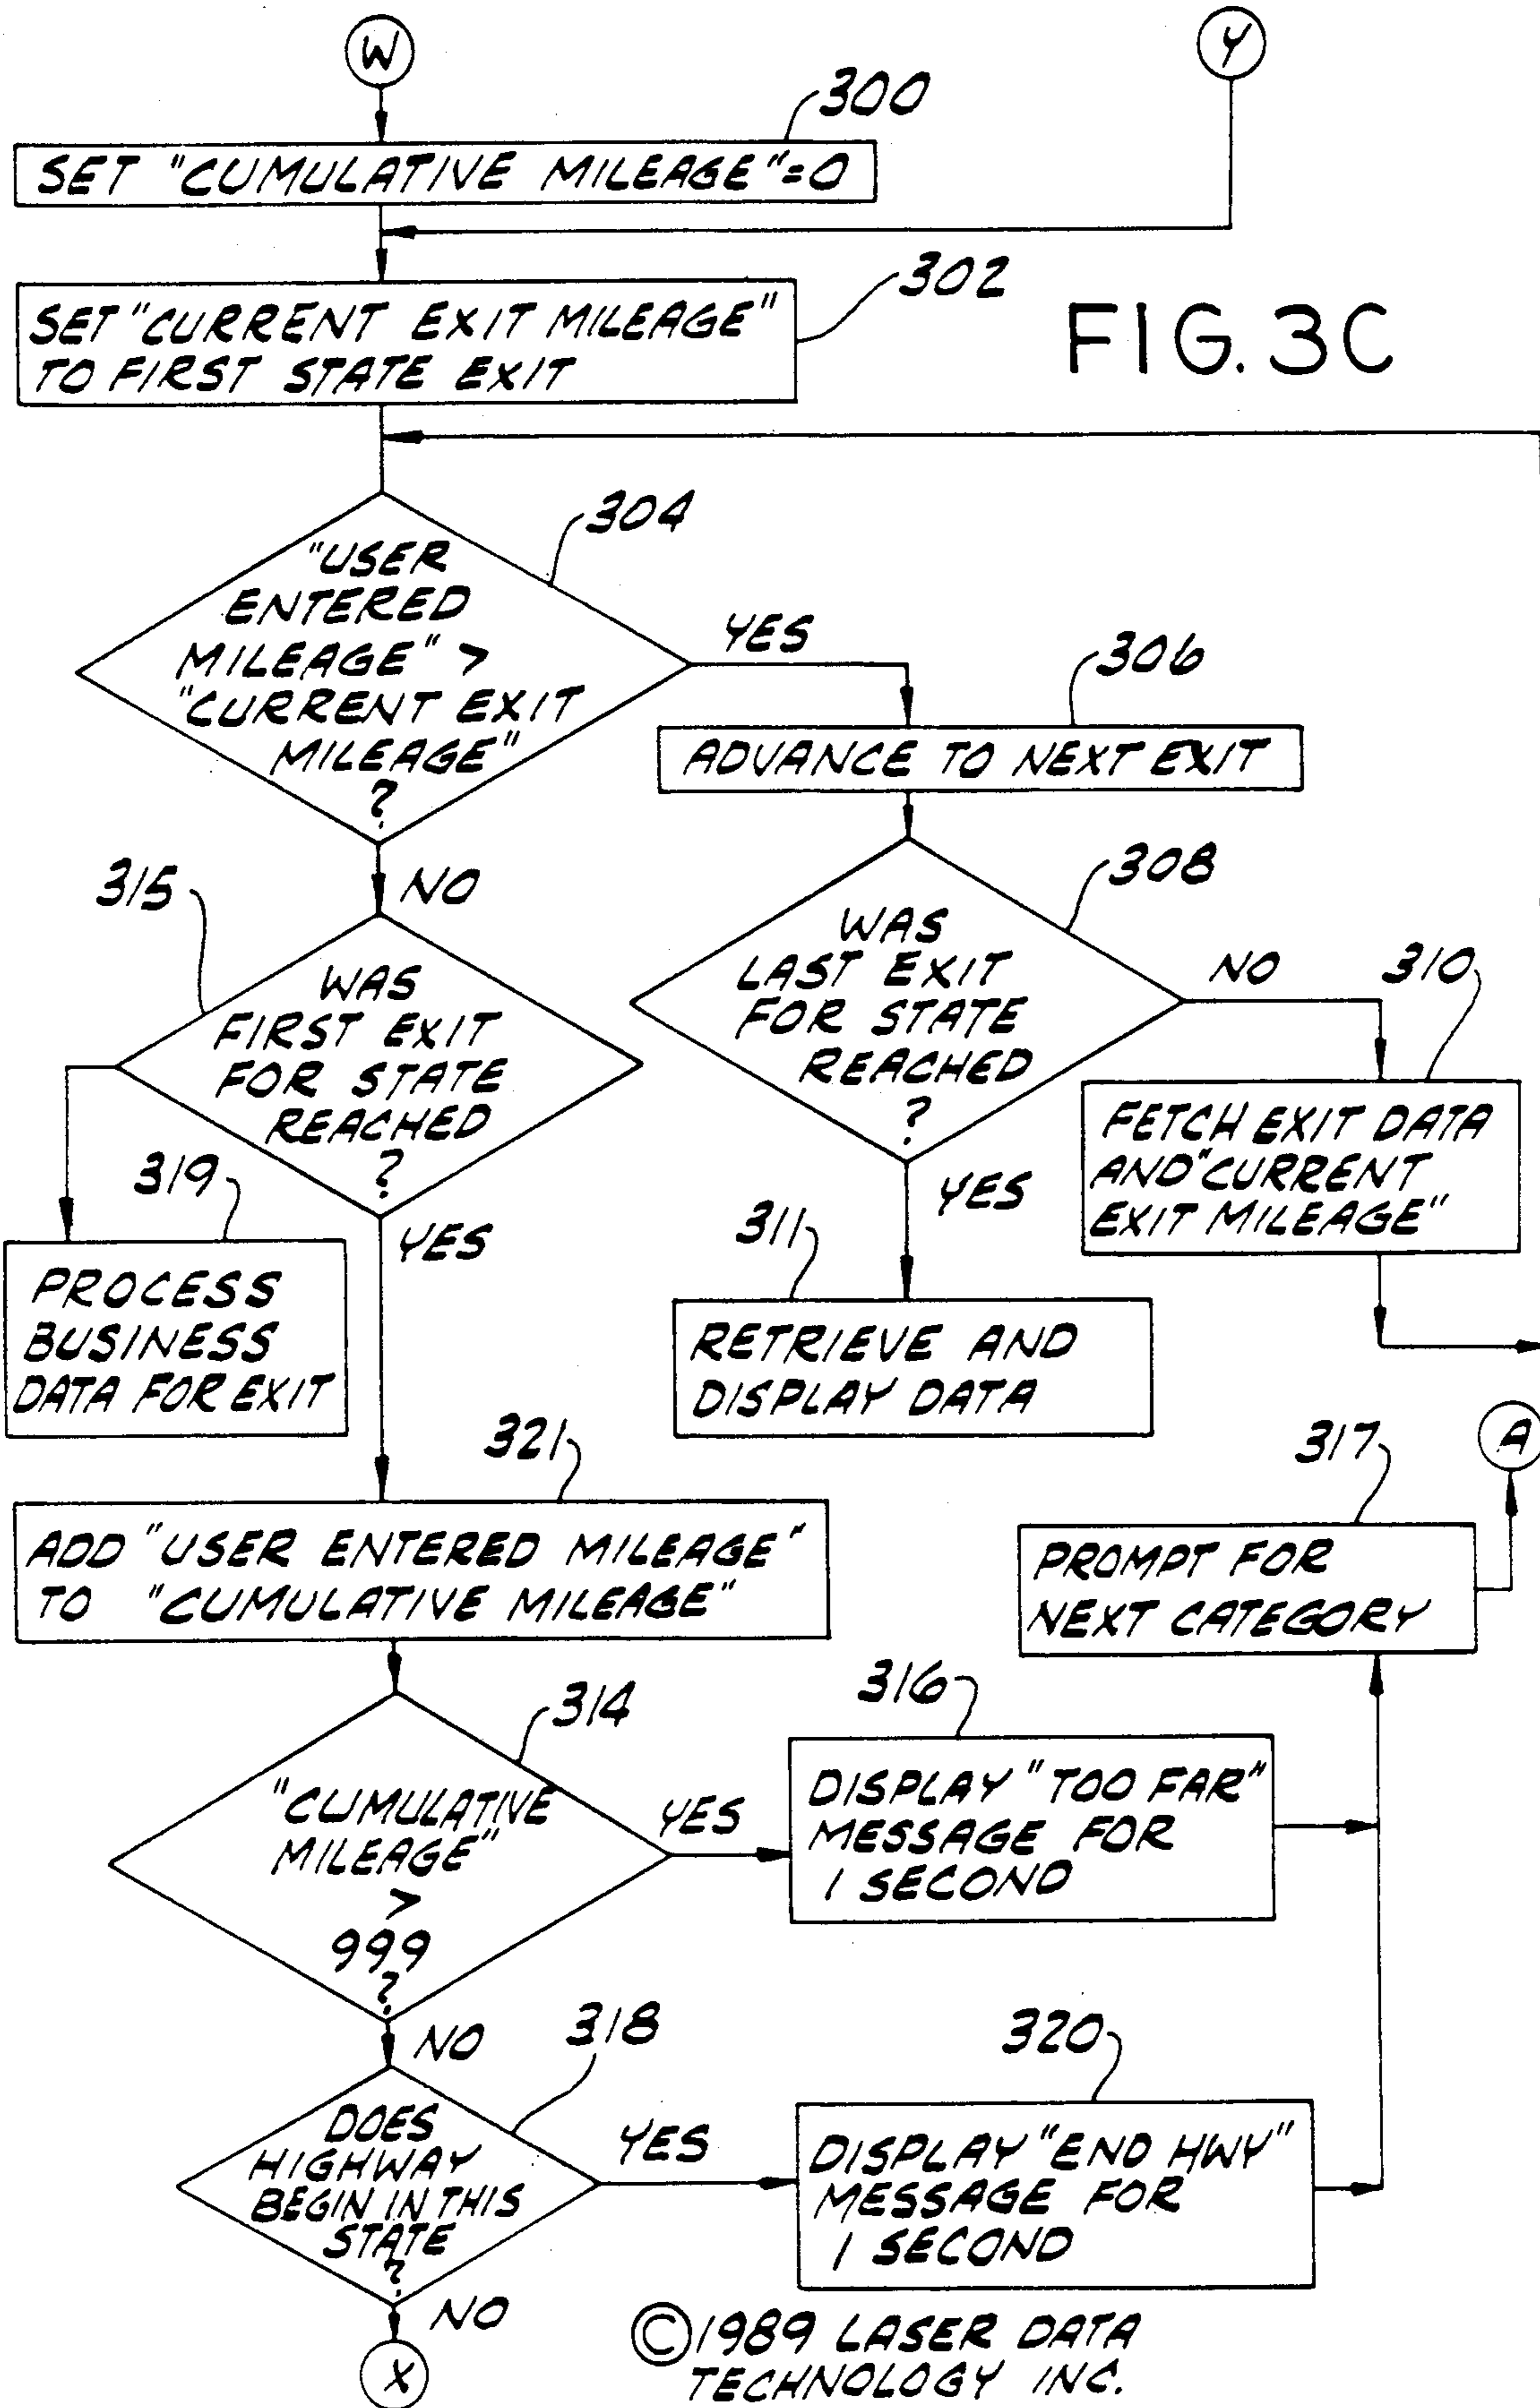 W
Y
300
SET "CUMULATIVE MILEAGE"=0
302
SET "CURRENT EXIT MILEAGE"
TO FIRST STATE EXIT
FIG. 3C
304
"USER
ENTERED
MILEAGE" >
"CURRENT EXIT
MILEAGE"
?
YES
306
ADVANCE TO NEXT EXIT
NO
315
WAS
FIRST EXIT
FOR STATE
REACHED
?
308
WAS
LAST EXIT
FOR STATE
REACHED
?
NO
310
FETCH EXIT DATA
AND "CURRENT
EXIT MILEAGE"
319
PROCESS
BUSINESS
DATA FOR EXIT
YES
YES
311
RETRIEVE AND
DISPLAY DATA
321
ADD "USER ENTERED MILEAGE"
TO "CUMULATIVE MILEAGE"
317
A
PROMPT FOR
NEXT CATEGORY
314
"CUMULATIVE
MILEAGE"
>
999
?
YES
316
DISPLAY "TOO FAR"
MESSAGE FOR
1 SECOND
NO
318
DOES
HIGHWAY
BEGIN IN THIS
STATE
?
YES
320
DISPLAY "END HWY"
MESSAGE FOR
1 SECOND
NO
X
©1989 LASER DATA
TECHNOLOGY INC.